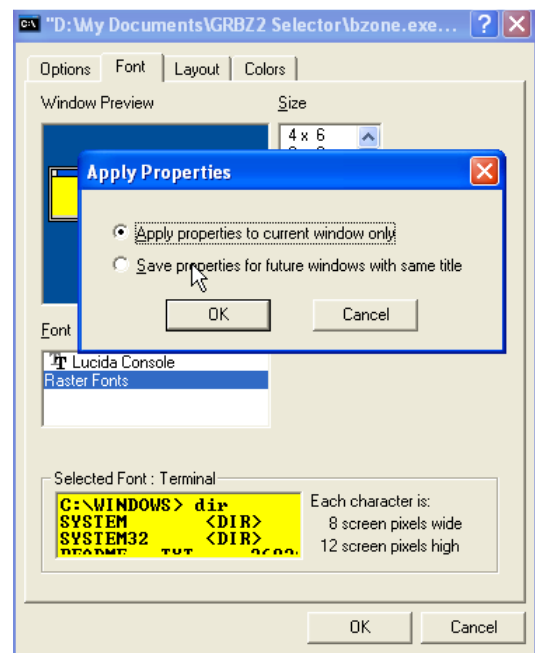 "D:\My Documents\GRBZ2 Selector\bzone.exe...
Options Font Layout Colors
Window Preview Size
4 x 6
Apply Properties
Apply properties to current window only
Save properties for future windows with same title
OK Cancel
Font
Lucida Console
Raster Fonts
Selected Font : Terminal
C:\WINDOWS> dir
SYSTEM <DIR>
SYSTEM32 <DIR>
README TXT
Each character is:
8 screen pixels wide
12 screen pixels high
OK Cancel